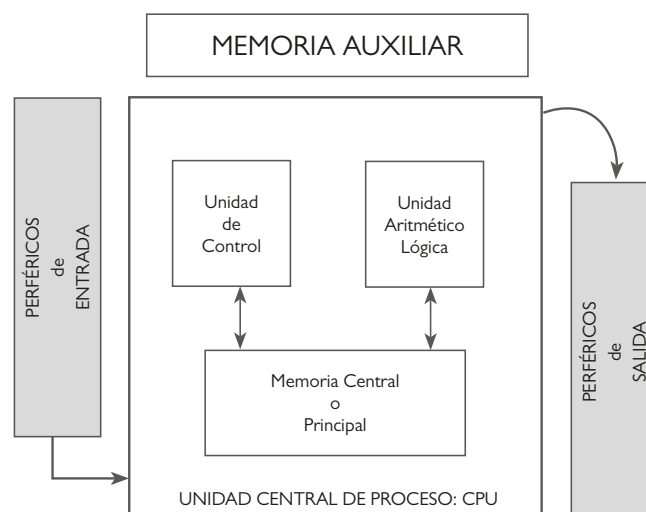 MEMORIA AUXILIAR
PERFÉRICOS
de
ENTRADA
Unidad
de
Control
Unidad
Aritmético
Lógica
Memoria Central
o
Principal
UNIDAD CENTRAL DE PROCESO: CPU
PERFÉRICOS
de
SALIDA